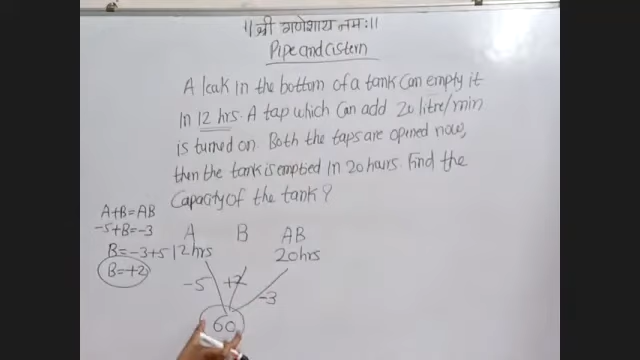 ||श्री गणेशाय नमः||
Pipe and Cistern
A leak in the bottom of a tank can empty it
in 12 hrs. A tap which can add 20 litre/min
is turned on. Both the taps are opened now,
then the tank is emptied in 20 hours. Find the
Capacity of the tank?
A+B=AB
-5+B=-3
B=-3+5
B=+2
A B AB
12hrs 20hrs
-5 +2 -3
60